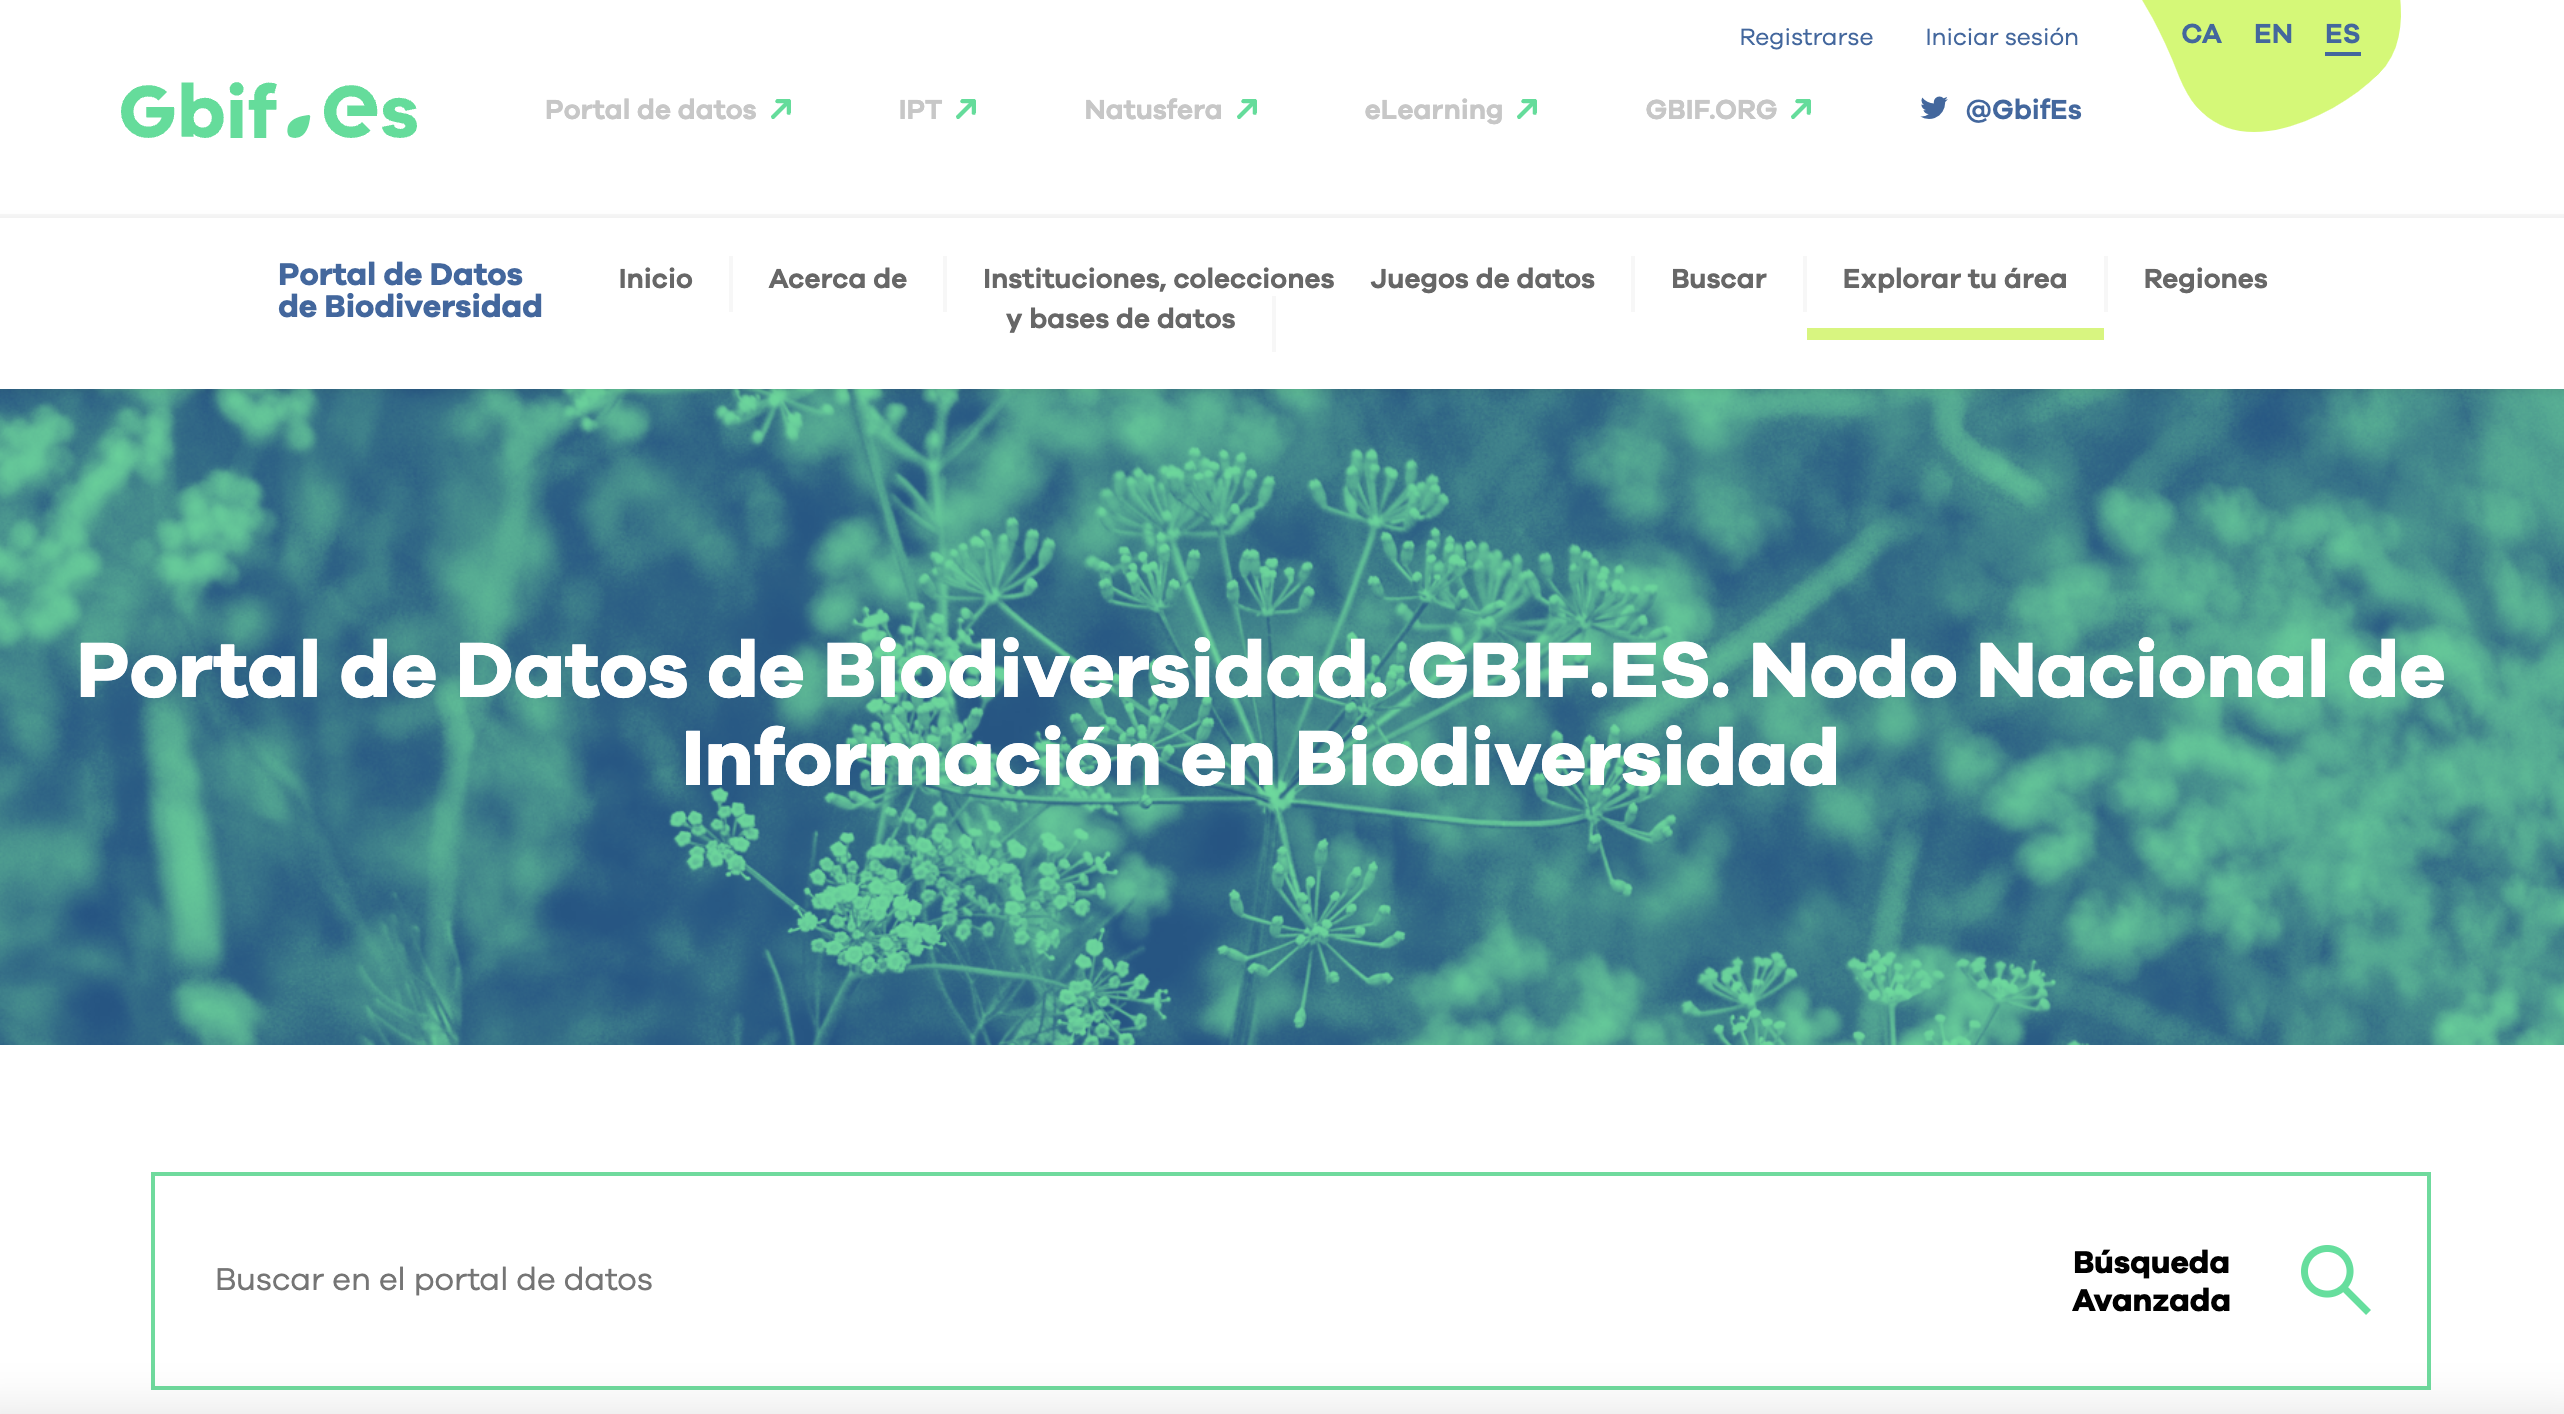 Registrarse Iniciar sesión CA EN ES
Gbif.es Portal de datos IPT Natusfera eLearning GBIF.ORG @GbifEs
Portal de Datos
de Biodiversidad
Inicio Acerca de Instituciones, colecciones
y bases de datos
Juegos de datos Buscar Explorar tu área Regiones
Portal de Datos de Biodiversidad. GBIF.ES. Nodo Nacional de
Información en Biodiversidad
Buscar en el portal de datos
Búsqueda
Avanzada